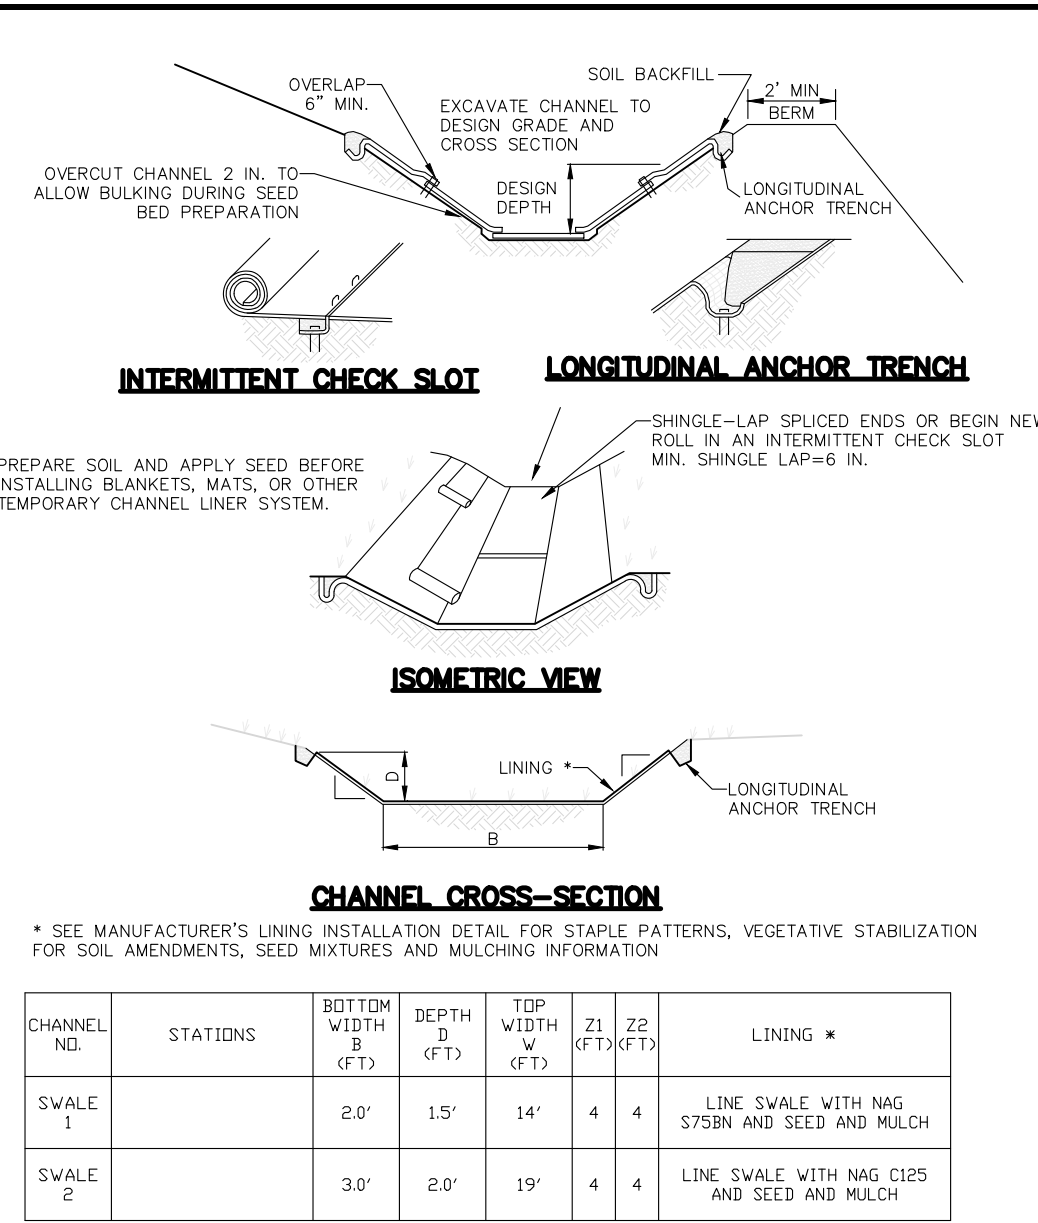 OVERLAP
6" MIN.
SOIL BACKFILL
2' MIN
BERM
EXCAVATE CHANNEL TO
DESIGN GRADE AND
CROSS SECTION
OVERCUT CHANNEL 2 IN. TO
ALLOW BULKING DURING SEED
BED PREPARATION
DESIGN
DEPTH
LONGITUDINAL
ANCHOR TRENCH
INTERMITTENT CHECK SLOT
LONGITUDINAL ANCHOR TRENCH
SHINGLE-LAP SPLICED ENDS OR BEGIN NEW
ROLL IN AN INTERMITTENT CHECK SLOT
MIN. SHINGLE LAP=6 IN.
PREPARE SOIL AND APPLY SEED BEFORE
NSTALLING BLANKETS, MATS, OR OTHER
TEMPORARY CHANNEL LINER SYSTEM.
ISOMETRIC VIEW
D
LINING *
LONGITUDINAL
ANCHOR TRENCH
B
CHANNEL CROSS-SECTION
* SEE MANUFACTURER'S LINING INSTALLATION DETAIL FOR STAPLE PATTERNS, VEGETATIVE STABILIZATION
FOR SOIL AMENDMENTS, SEED MIXTURES AND MULCHING INFORMATION
CHANNEL
NO.
STATIONS
BOTTOM
WIDTH
B
(FT)
DEPTH
D
(FT)
TOP
WIDTH
W
(FT)
Z1
(FT)
Z2
(FT)
LINING *
SWALE
1
2.0'
1.5'
14'
4
4
LINE SWALE WITH NAG
S75BN AND SEED AND MULCH
SWALE
2
3.0'
2.0'
19'
4
4
LINE SWALE WITH NAG C125
AND SEED AND MULCH